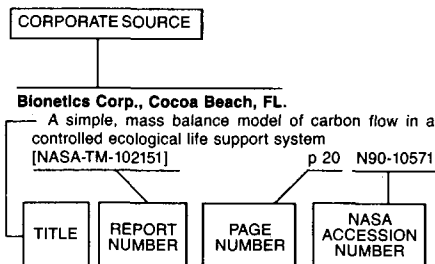 CORPORATE SOURCE
Bionetics Corp., Cocoa Beach, FL.
A simple, mass balance model of carbon flow in a
controlled ecological life support system
[NASA-TM-102151] p 20 N90-10571
TITLE
REPORT
NUMBER
PAGE
NUMBER
NASA
ACCESSION
NUMBER